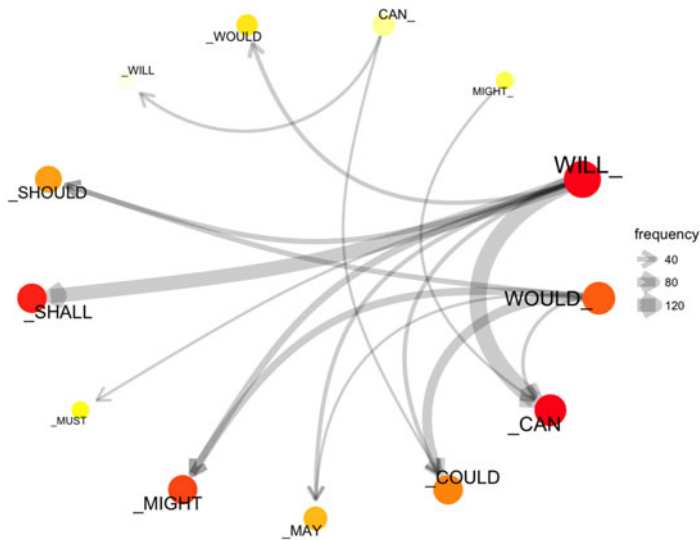 CAN_
_WOULD
_WILL
MIGHT_
WILL_
_SHOULD
frequency
40
80
120
WOULD_
_SHALL
_MUST
_CAN
_COULD
_MIGHT
_MAY